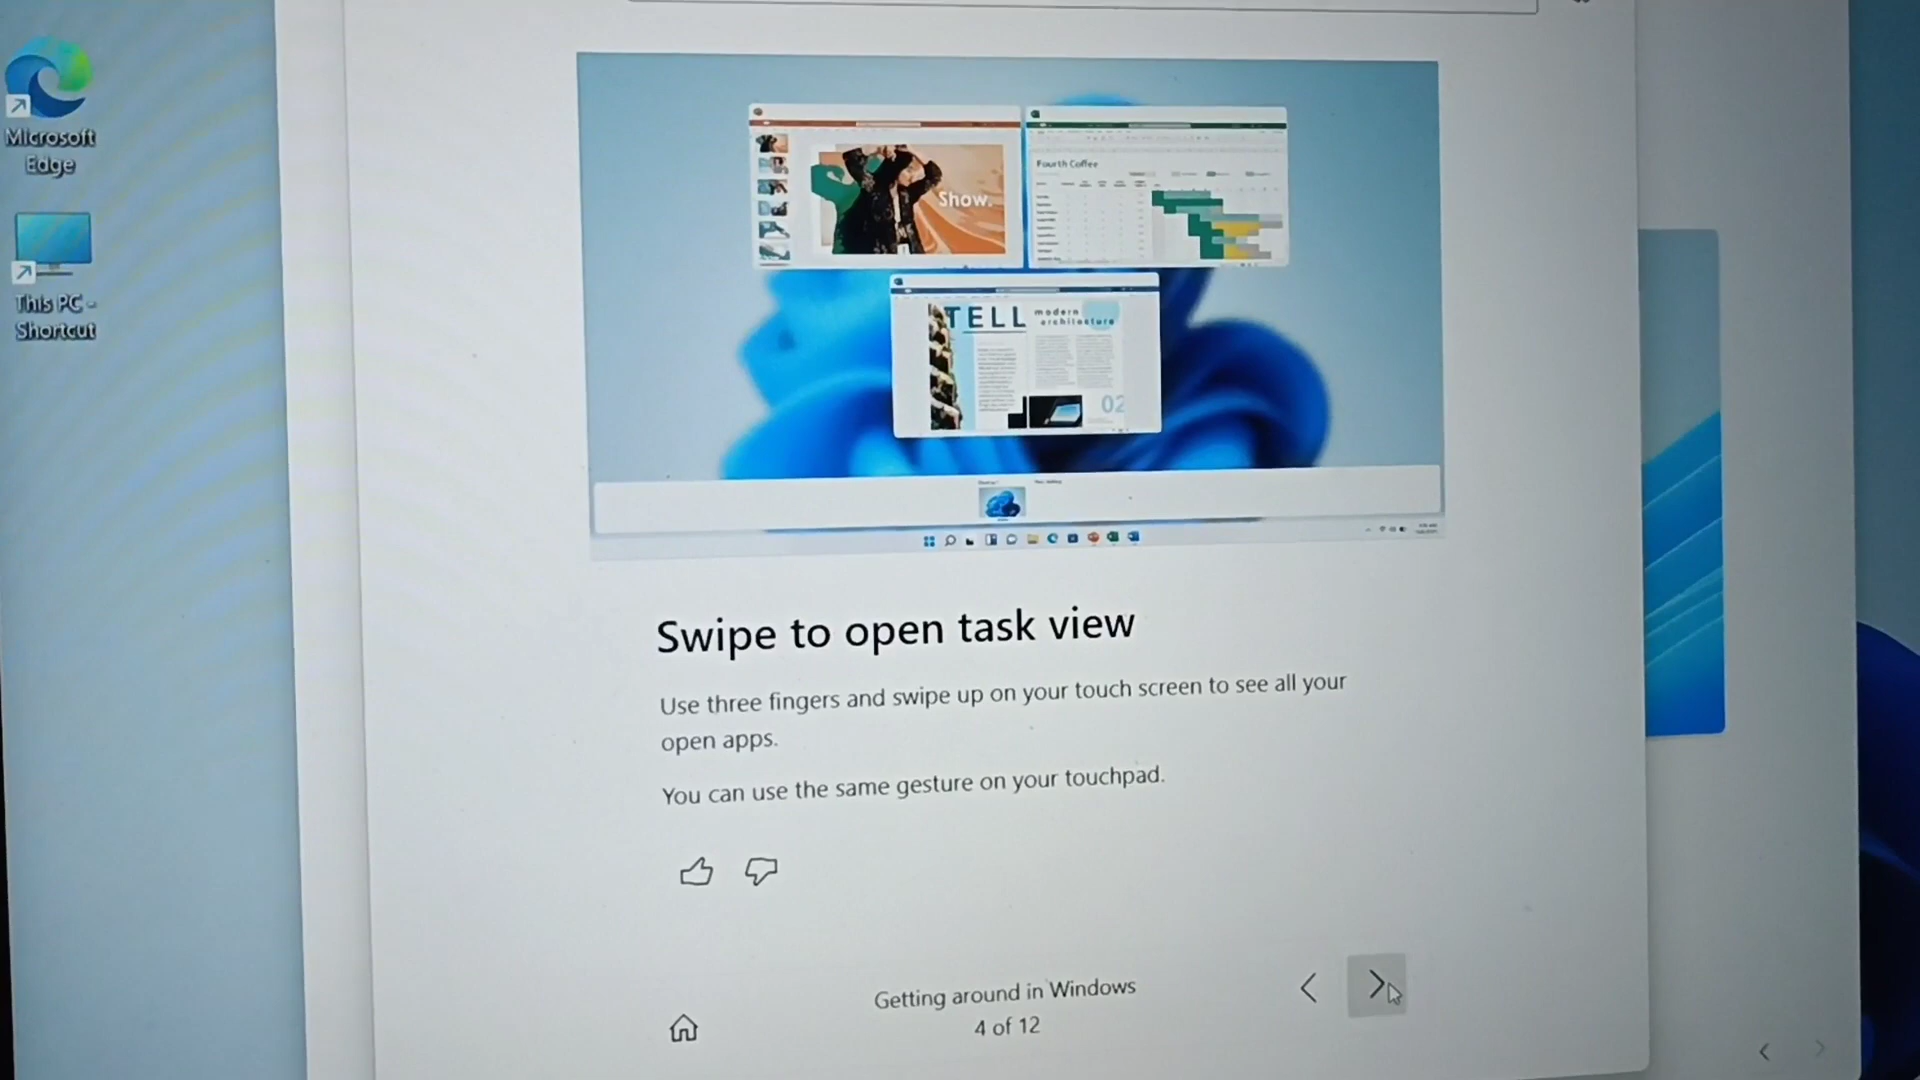 Microsoft
Edge
This PC -
Shortcut
Show.
Fourth Coffee
TELL
modern
architecture
02
Swipe to open task view
Use three fingers and swipe up on your touch screen to see all your
open apps.
You can use the same gesture on your touchpad.
Getting around in Windows
4 of 12